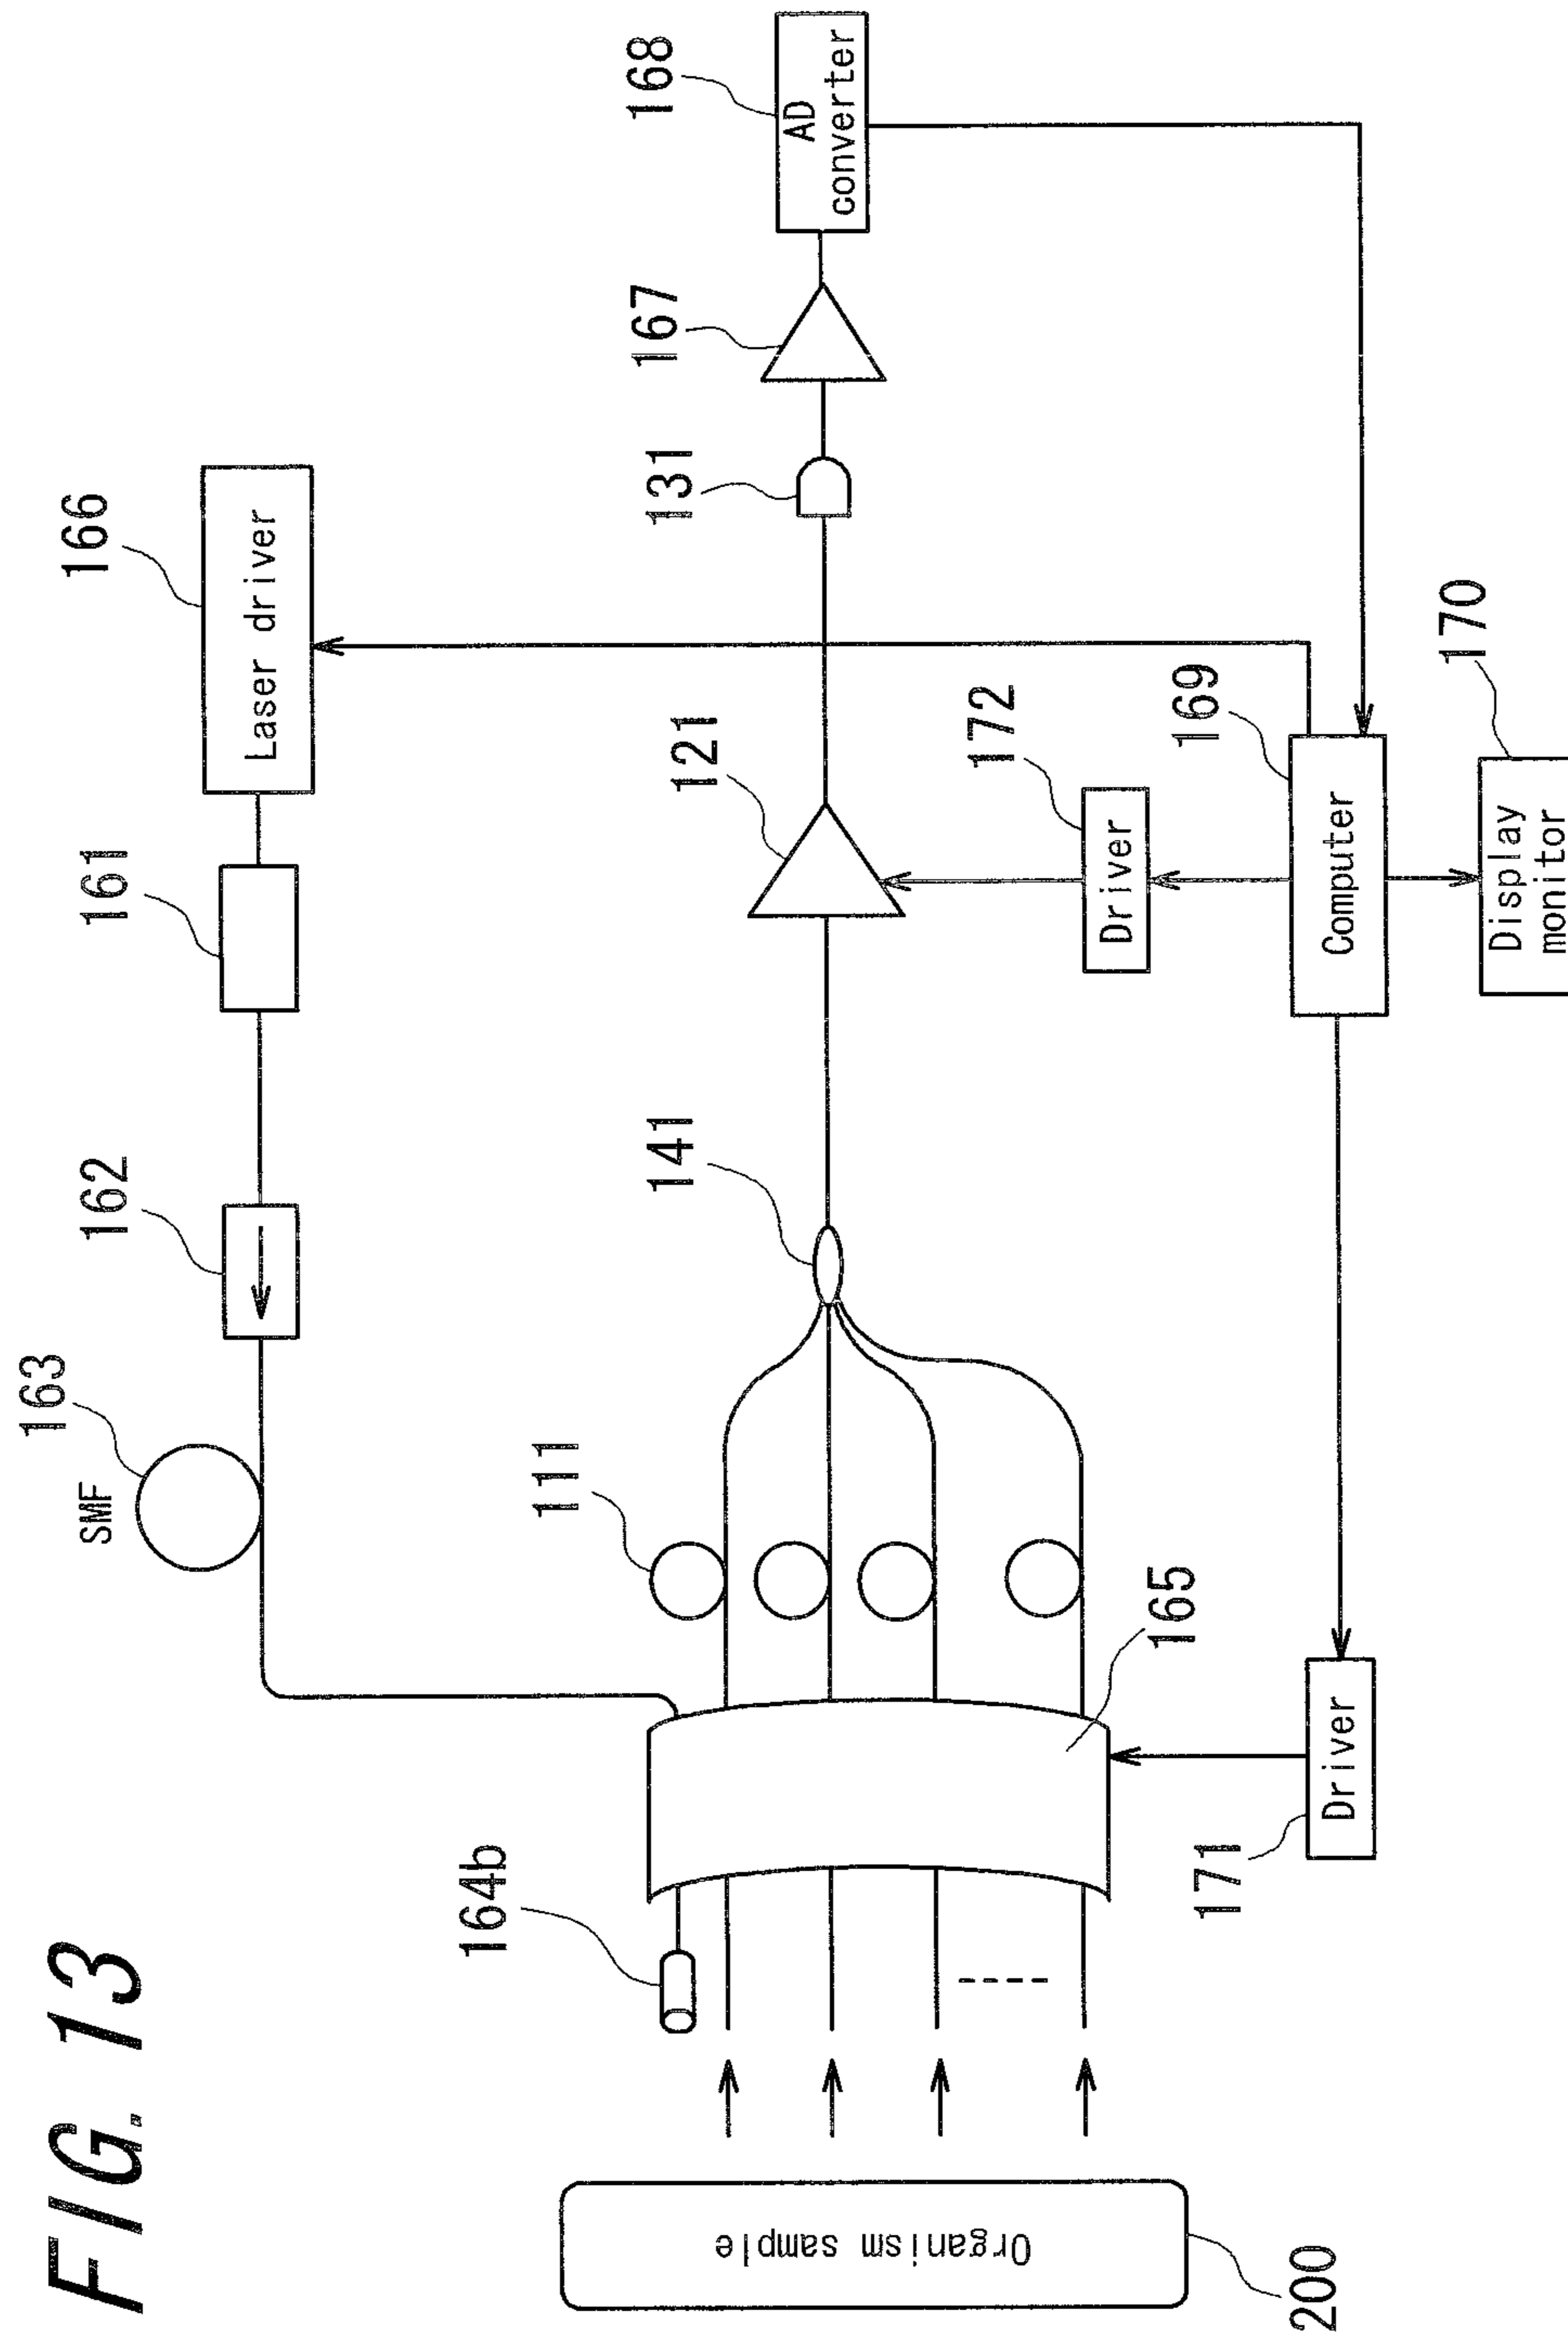 FIG. 13
166
Laser driver
161
162
163
SMF
168
AD
converter
167
131
121
141
111
164b
165
172
Driver
169
Computer
170
Display
monitor
171
Driver
Organism sample
200